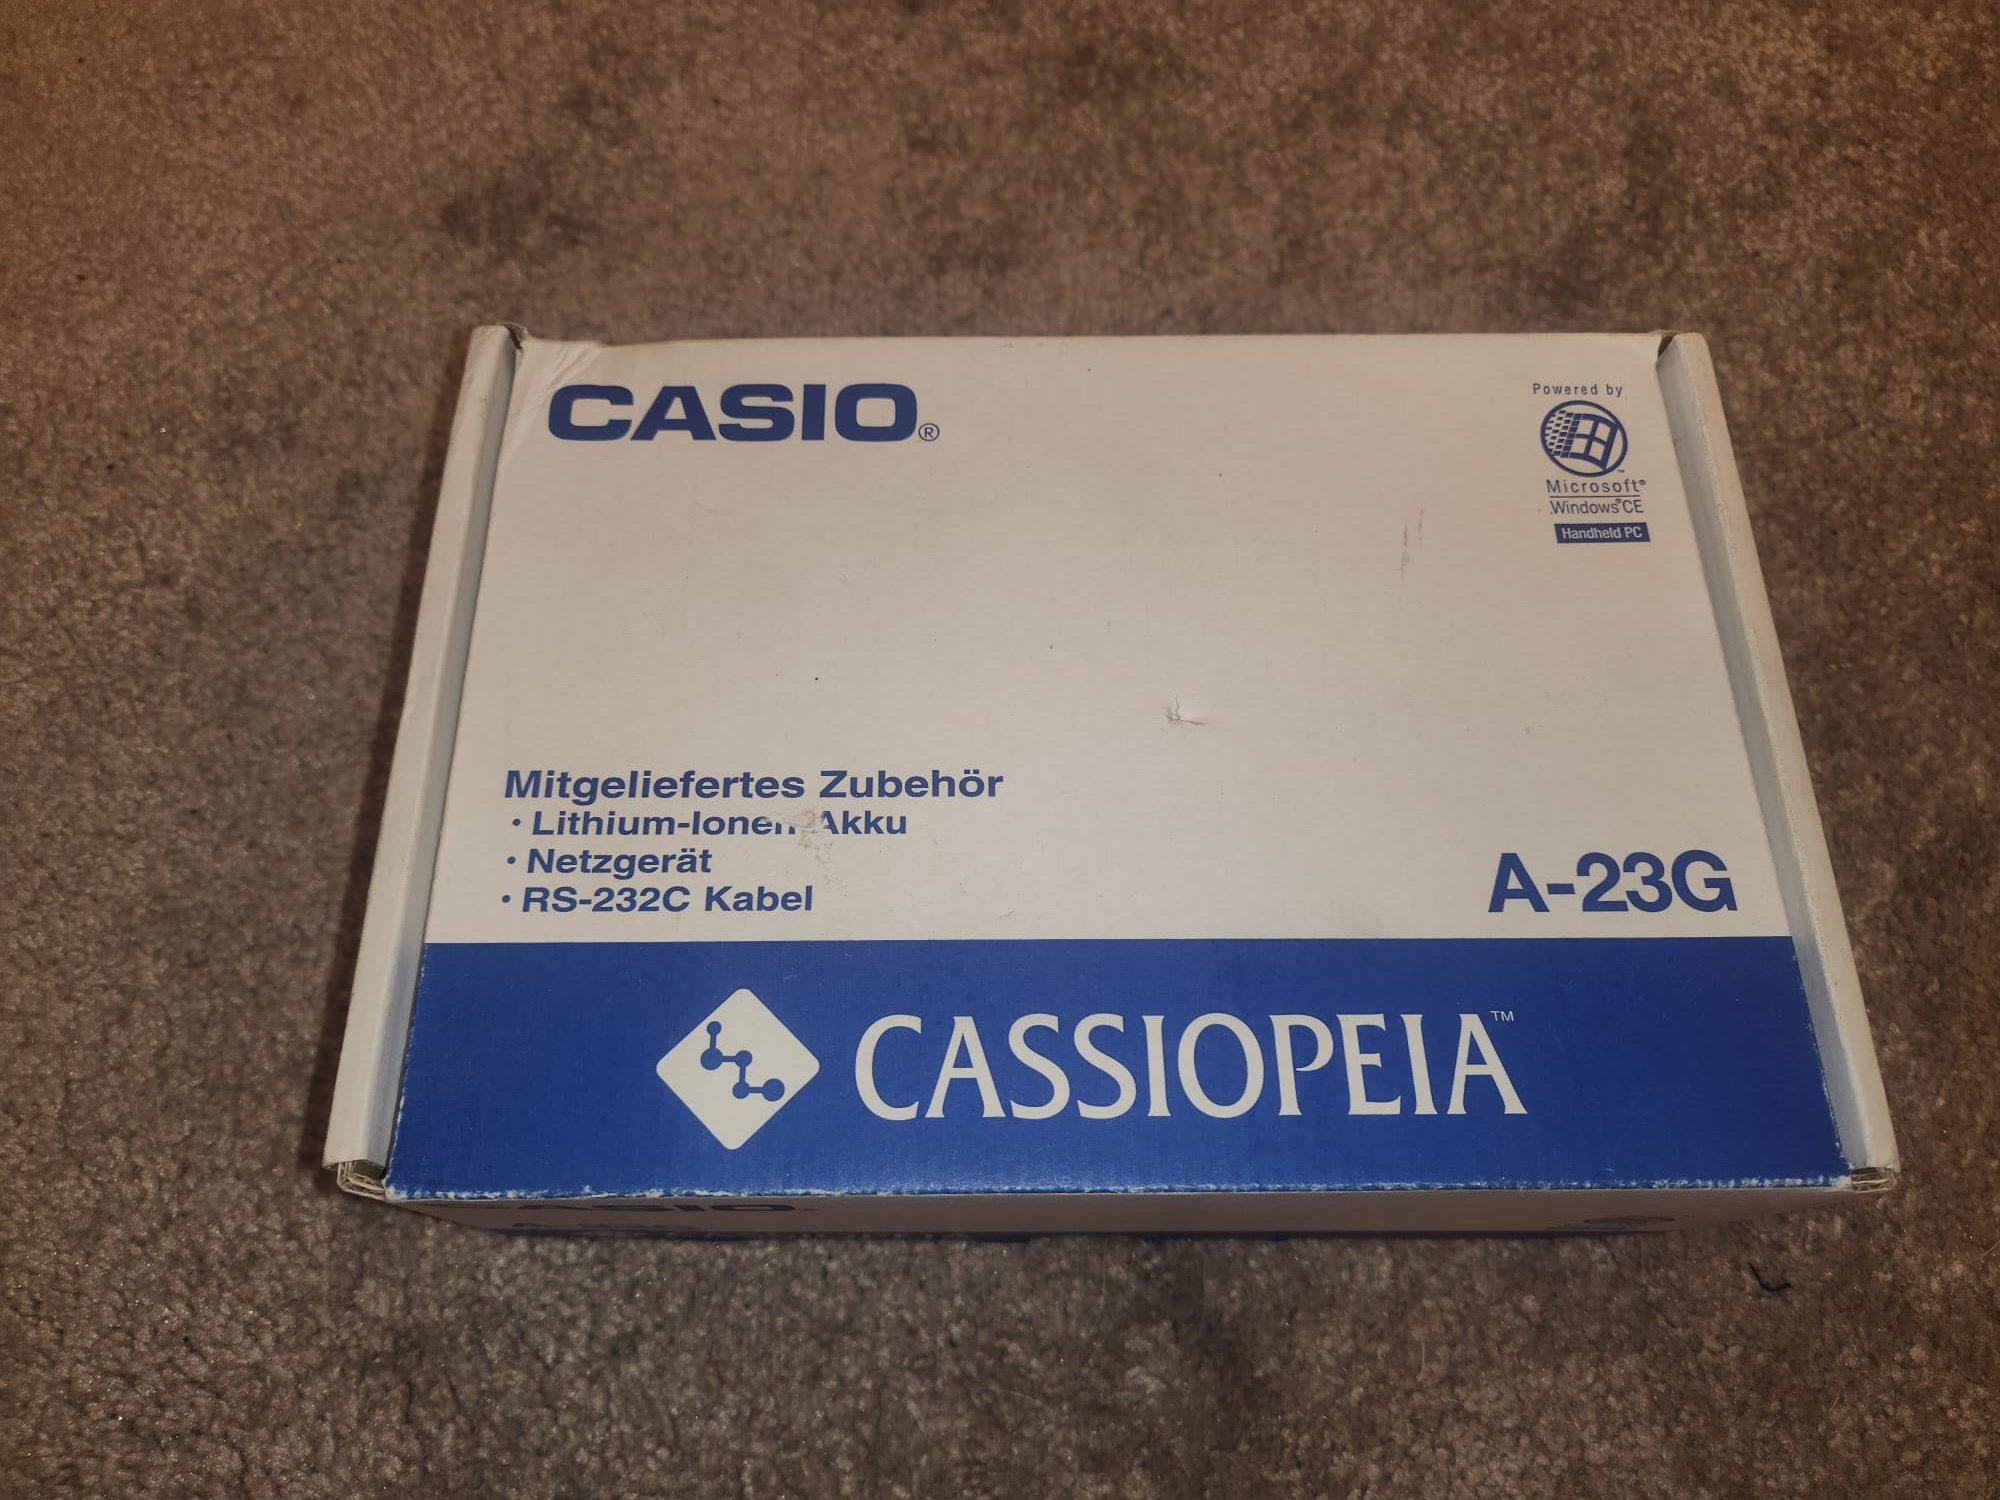 CASIO®
Powered by
Microsoft®
Windows®CE
Handheld PC
Mitgeliefertes Zubehör
• Lithium-Ionen-Akku
• Netzgerät
• RS-232C Kabel
A-23G
CASSIOPEIA™
CASIO